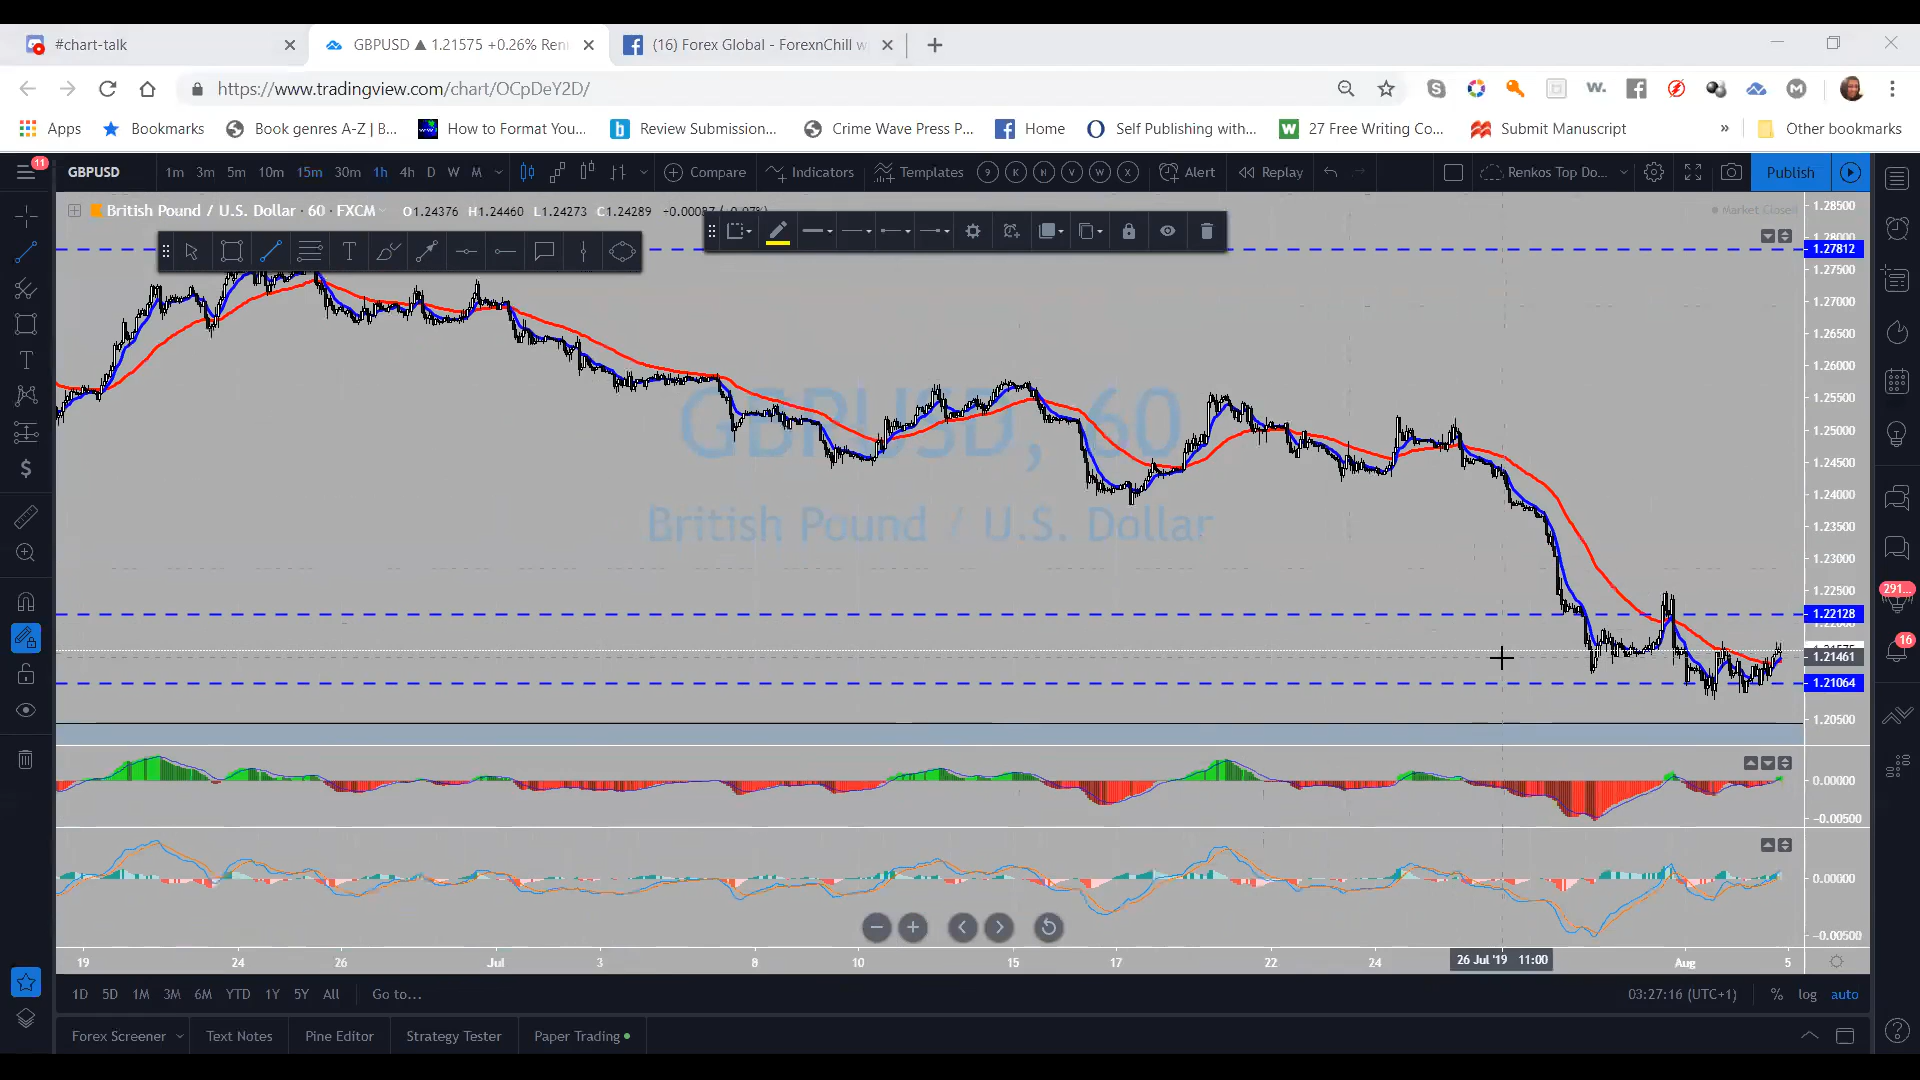 #chart-talk
GBPUSD ▲ 1.21575 +0.26% Ren
(16) Forex Global - ForexnChill w
https://www.tradingview.com/chart/OCpDeY2D/
Apps Bookmarks Book genres A-Z | B... How to Format You... Review Submission... Crime Wave Press P... Home Self Publishing with... 27 Free Writing Co... Submit Manuscript » Other bookmarks
11
GBPUSD 1m 3m 5m 10m 15m 30m 1h 4h D W M Compare Indicators Templates 9 K N V W X Alert Replay Renkos Top Do... Publish
British Pound / U.S. Dollar · 60 · FXCM O1.24376 H1.24460 L1.24273 C1.24289
Market Closed
1.28500
1.27812
1.27500
1.27000
1.26500
1.26000
1.25500
1.25000
1.24500
1.24000
1.23500
1.23000
1.22500
1.22128
1.21461
1.21064
1.20500
GBPUSD, 60
British Pound / U.S. Dollar
0.00000
-0.00500
0.00000
-0.00500
291...
16
19 24 26 Jul 3 8 10 15 17 22 24 26 Jul '19 11:00 Aug 5
1D 5D 1M 3M 6M YTD 1Y 5Y All Go to... 03:27:16 (UTC+1) % log auto
Forex Screener Text Notes Pine Editor Strategy Tester Paper Trading